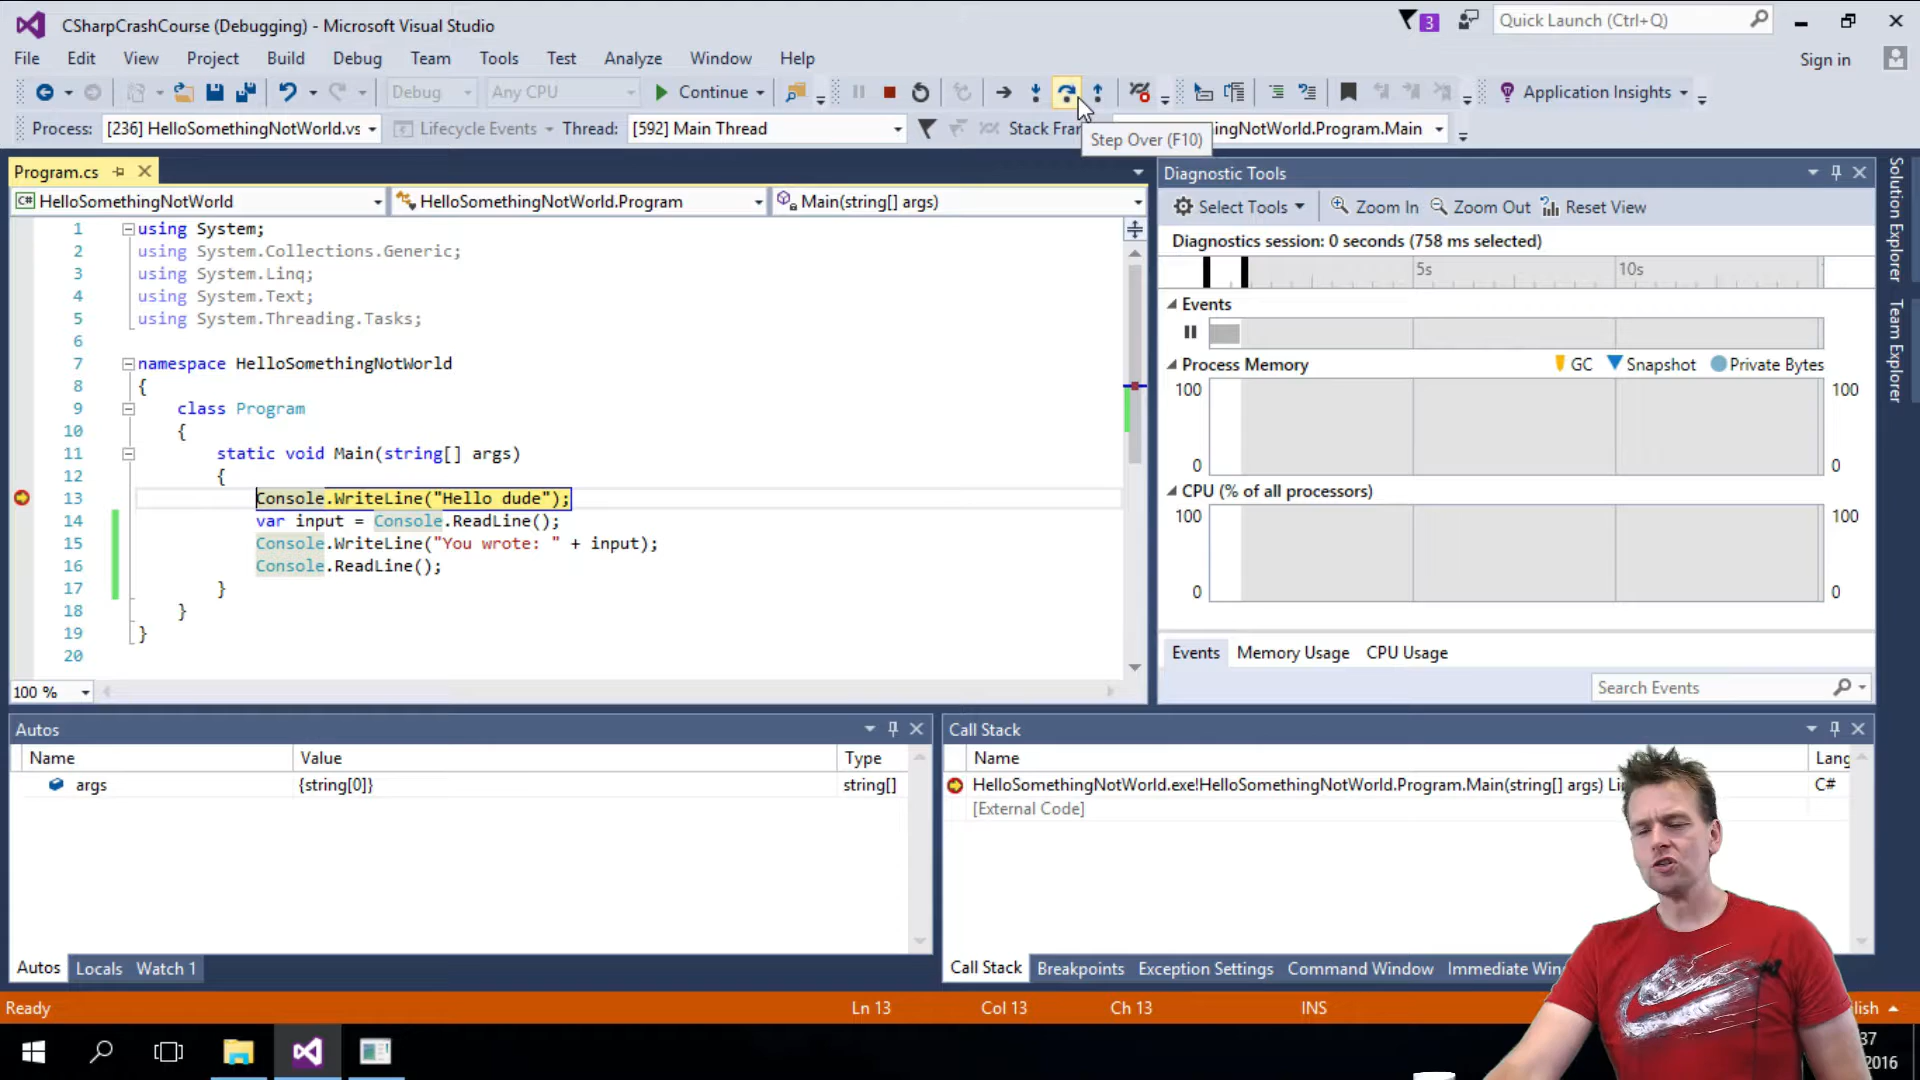 CSharpCrashCourse (Debugging) - Microsoft Visual Studio
3
Quick Launch (Ctrl+Q)
File Edit View Project Build Debug Team Tools Test Analyze Window Help
Sign in
Debug Any CPU Continue Application Insights
Process: [236] HelloSomethingNotWorld.vs Lifecycle Events Thread: [592] Main Thread Stack Fra ingNotWorld.Program.Main
Step Over (F10)
Program.cs
HelloSomethingNotWorld HelloSomethingNotWorld.Program Main(string[] args)
1 using System;
2 using System.Collections.Generic;
3 using System.Linq;
4 using System.Text;
5 using System.Threading.Tasks;
6
7 namespace HelloSomethingNotWorld
8 {
9 class Program
10 {
11 static void Main(string[] args)
12 {
13 Console.WriteLine("Hello dude");
14 var input = Console.ReadLine();
15 Console.WriteLine("You wrote: " + input);
16 Console.ReadLine();
17 }
18 }
19 }
20
100 %
Diagnostic Tools
Select Tools Zoom In Zoom Out Reset View
Diagnostics session: 0 seconds (758 ms selected)
5s 10s
Events
Process Memory GC Snapshot Private Bytes
100 100
0 0
CPU (% of all processors)
100 100
0 0
Events Memory Usage CPU Usage
Search Events
Solution Explorer
Team Explorer
Autos
Name Value Type
args {string[0]} string[]
Autos Locals Watch 1
Call Stack
Name Lang
HelloSomethingNotWorld.exe!HelloSomethingNotWorld.Program.Main(string[] args) Li C#
[External Code]
Call Stack Breakpoints Exception Settings Command Window Immediate Win
Ready Ln 13 Col 13 Ch 13 INS lish
37
2016